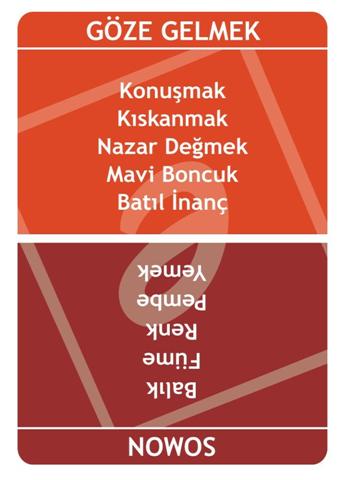 GÖZE GELMEK
Konuşmak
Kıskanmak
Nazar Değmek
Mavi Boncuk
Batıl İnanç
SOMON
Balık
Füme
Renk
Pembe
Yemek